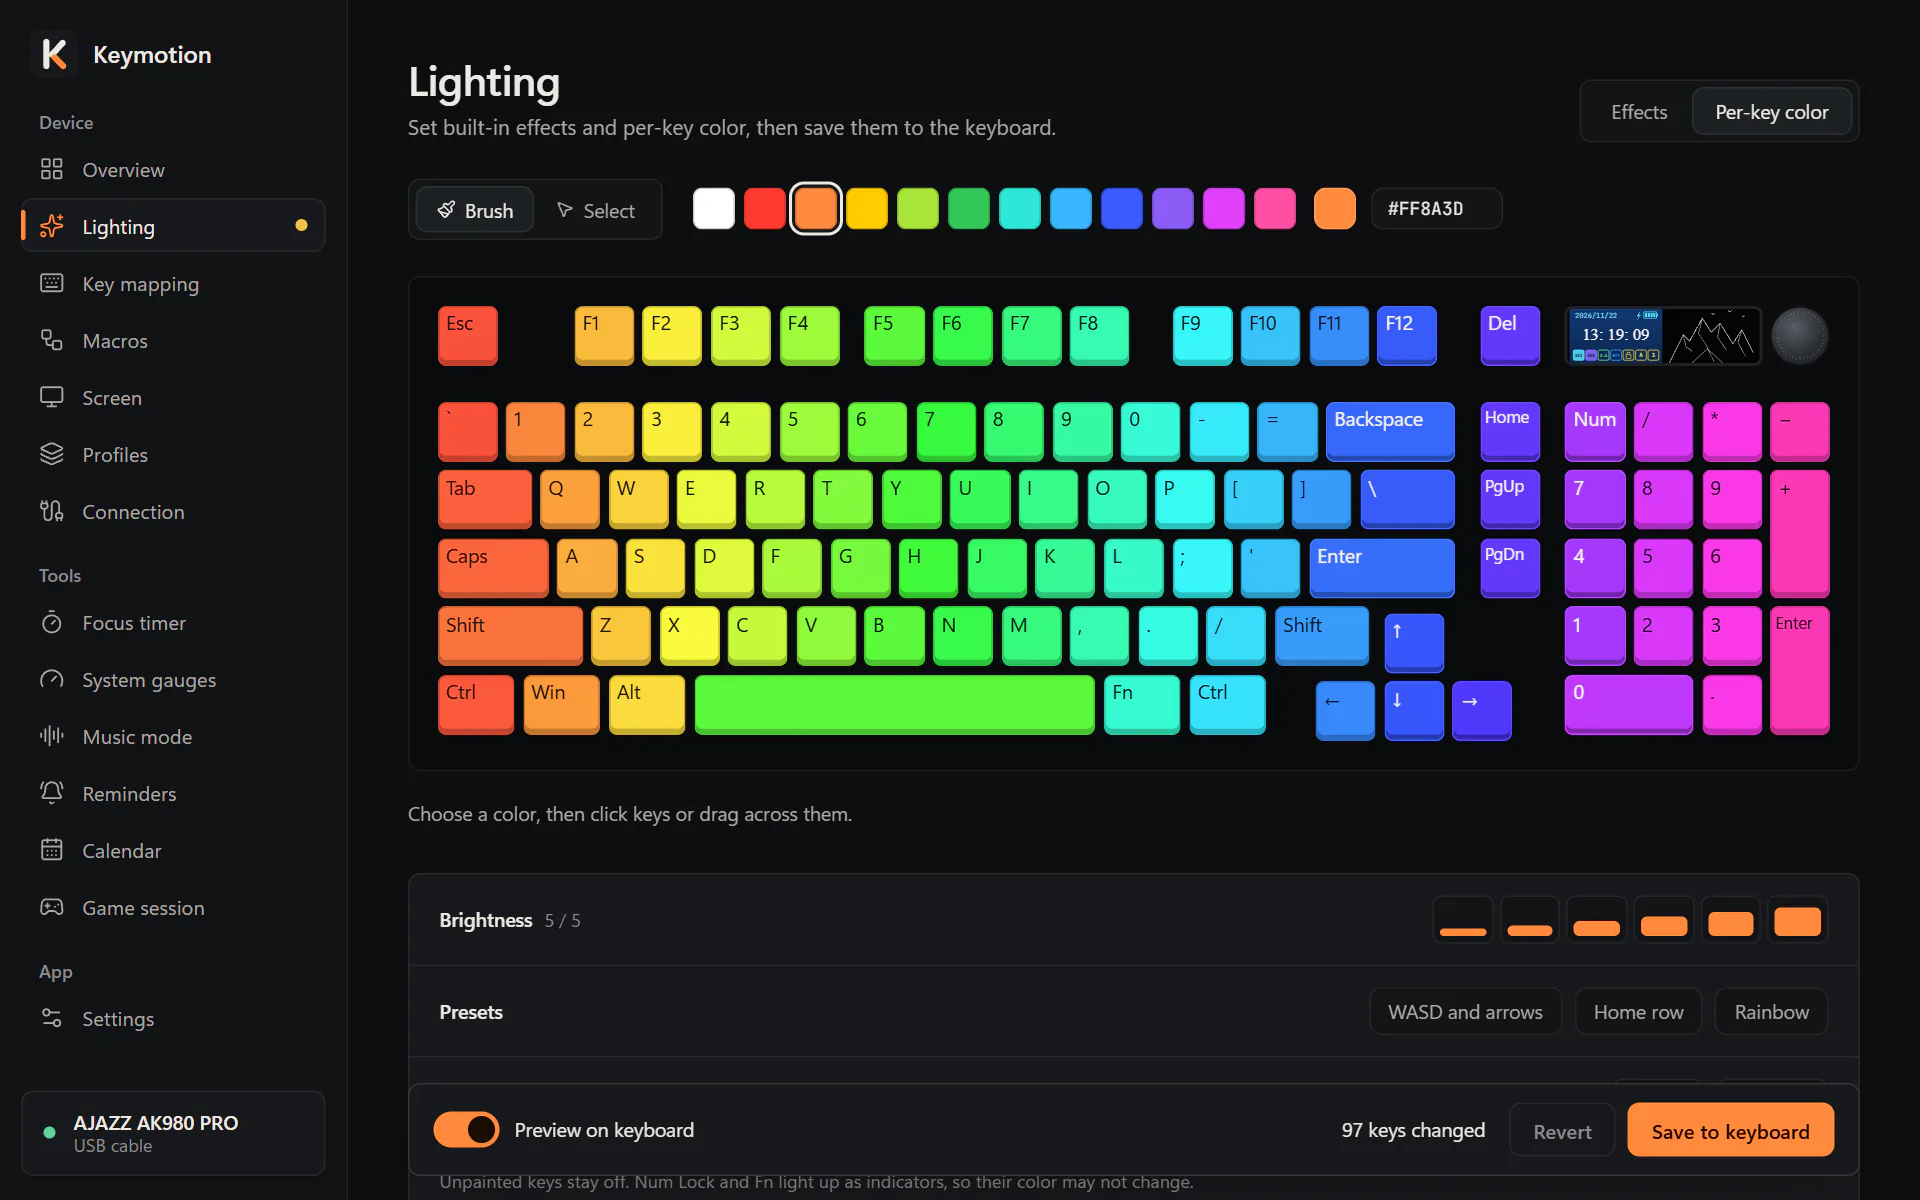 Keymotion
Device
Overview
Lighting
Key mapping
Macros
Screen
Profiles
Connection
Tools
Focus timer
System gauges
Music mode
Reminders
Calendar
Game session
App
Settings
AJAZZ AK980 PRO
USB cable
Lighting
Set built-in effects and per-key color, then save them to the keyboard.
Effects Per-key color
Brush Select #FF8A3D
Esc F1 F2 F3 F4 F5 F6 F7 F8 F9 F10 F11 F12 Del
2026/11/22
13: 19: 09
` 1 2 3 4 5 6 7 8 9 0 - = Backspace Home Num / * −
Tab Q W E R T Y U I O P [ ] \ PgUp 7 8 9 +
Caps A S D F G H J K L ; ' Enter PgDn 4 5 6
Shift Z X C V B N M , . / Shift ↑ 1 2 3 Enter
Ctrl Win Alt Fn Ctrl ← ↓ → 0 .
Choose a color, then click keys or drag across them.
Brightness 5 / 5
Presets WASD and arrows Home row Rainbow
Preview on keyboard 97 keys changed Revert Save to keyboard
Unpainted keys stay off. Num Lock and Fn light up as indicators, so their color may not change.